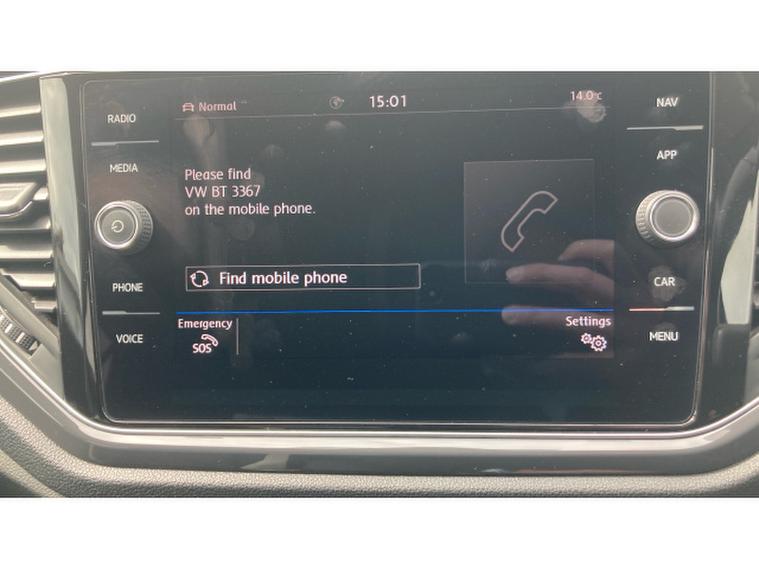 RADIO
MEDIA
PHONE
VOICE
Normal
15:01
14.0°C
Please find
VW BT 3367
on the mobile phone.
Find mobile phone
Emergency
SOS
Settings
NAV
APP
CAR
MENU